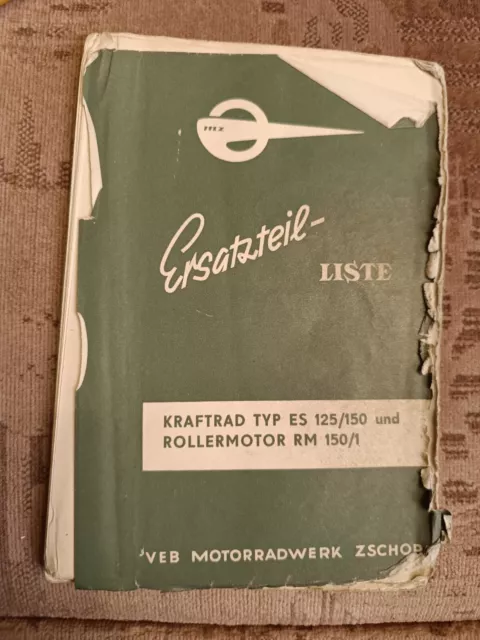 mz
Ersatzteil-
LISTE
KRAFTRAD TYP ES 125/150 und
ROLLERMOTOR RM 150/1
VEB MOTORRADWERK ZSCHOP